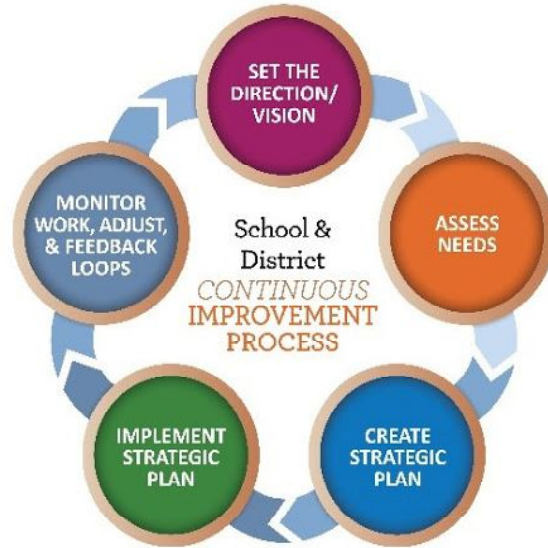 SET THE
DIRECTION/
VISION
ASSESS
NEEDS
CREATE
STRATEGIC
PLAN
IMPLEMENT
STRATEGIC
PLAN
MONITOR
WORK, ADJUST,
& FEEDBACK
LOOPS
School &
District
CONTINUOUS
IMPROVEMENT
PROCESS